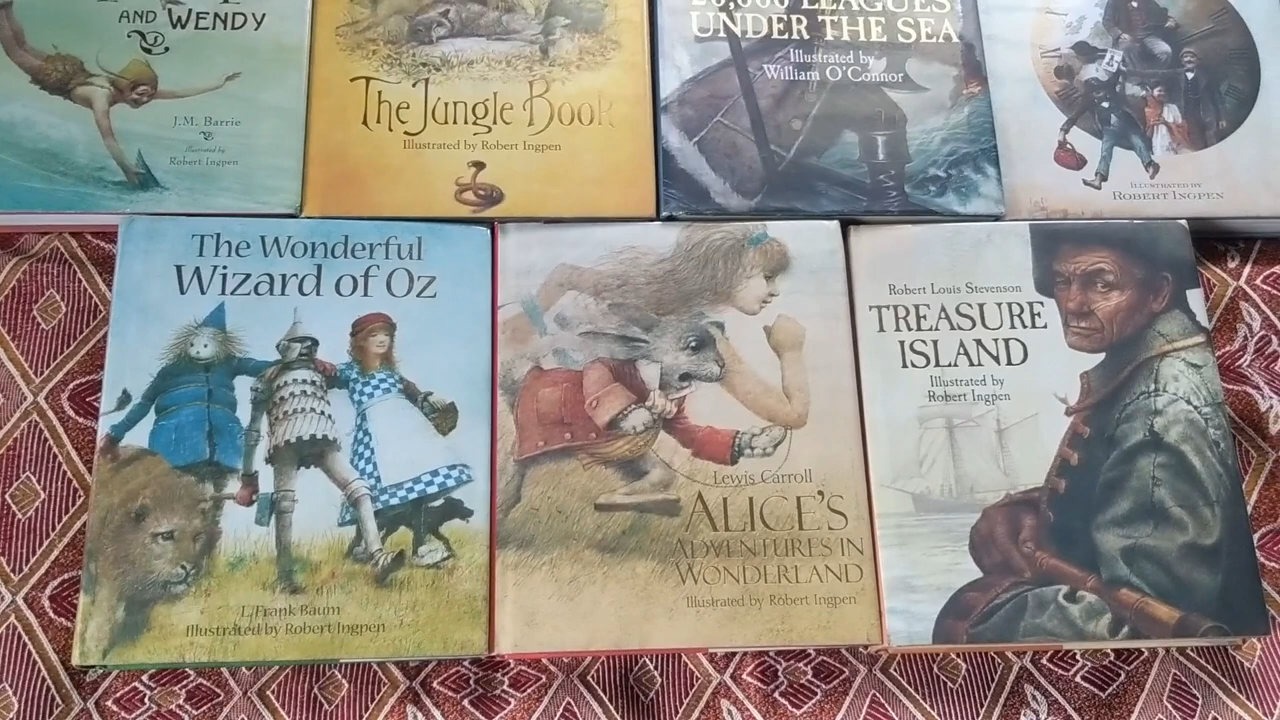 AND WENDY
J.M. Barrie
Illustrated by
Robert Ingpen
The Jungle Book
Illustrated by Robert Ingpen
20,000 LEAGUES
UNDER THE SEA
Illustrated by
William O'Connor
ILLUSTRATED BY
ROBERT INGPEN
The Wonderful
Wizard of Oz
L. Frank Baum
Illustrated by Robert Ingpen
Lewis Carroll
ALICE'S
ADVENTURES IN
WONDERLAND
Illustrated by Robert Ingpen
Robert Louis Stevenson
TREASURE
ISLAND
Illustrated by
Robert Ingpen